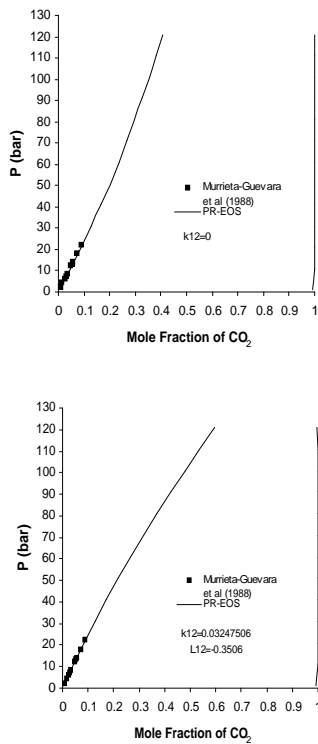 130
120
110
100
90
80
70
60
50
40
30
20
10
0
P (bar)
Murrieta-Guevara
et al (1988)
PR-EOS
k12=0
0 0.1 0.2 0.3 0.4 0.5 0.6 0.7 0.8 0.9 1
Mole Fraction of CO2
130
120
110
100
90
80
70
60
50
40
30
20
10
0
P (bar)
Murrieta-Guevara
et al (1988)
PR-EOS
k12=0.03247506
L12=-0.3506
0 0.1 0.2 0.3 0.4 0.5 0.6 0.7 0.8 0.9 1
Mole Fraction of CO2